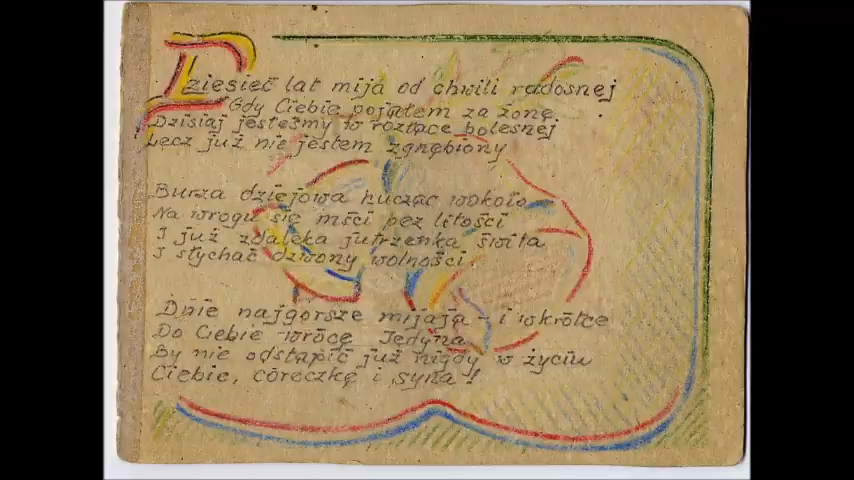 Dziesięć lat mija od chwili radosnej
Gdy Ciebie pojąłem za żonę
Dzisiaj jesteśmy w rozłące bolesnej
Lecz już nie jestem zgnębiony
Burza dziejowa hucząc wokoło
Na wrogu się mści bez litości
I już zdaleka jutrzenka świta
I słychać dzwony wolności.
Dnie najgorsze mijają - i wkrótce
Do Ciebie wrócę Jedyna
By nie odstąpić już nigdy w życiu
Ciebie, córeczkę i syna!